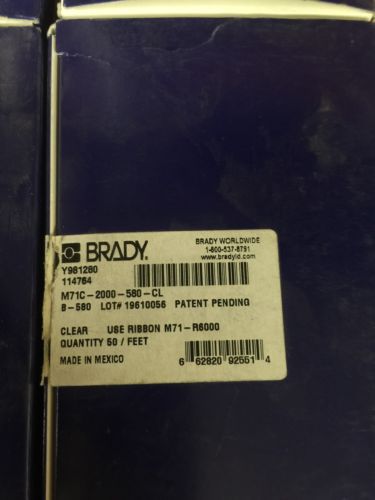 BRADY
BRADY WORLDWIDE
1-800-537-8791
www.bradyid.com
BRADY.
Y981280
114764
M71C-2000-580-CL
B-580 LOT# 19610056 PATENT PENDING
CLEAR USE RIBBON M71-R6000
QUANTITY 50 / FEET
MADE IN MEXICO
6 62820 92551 4